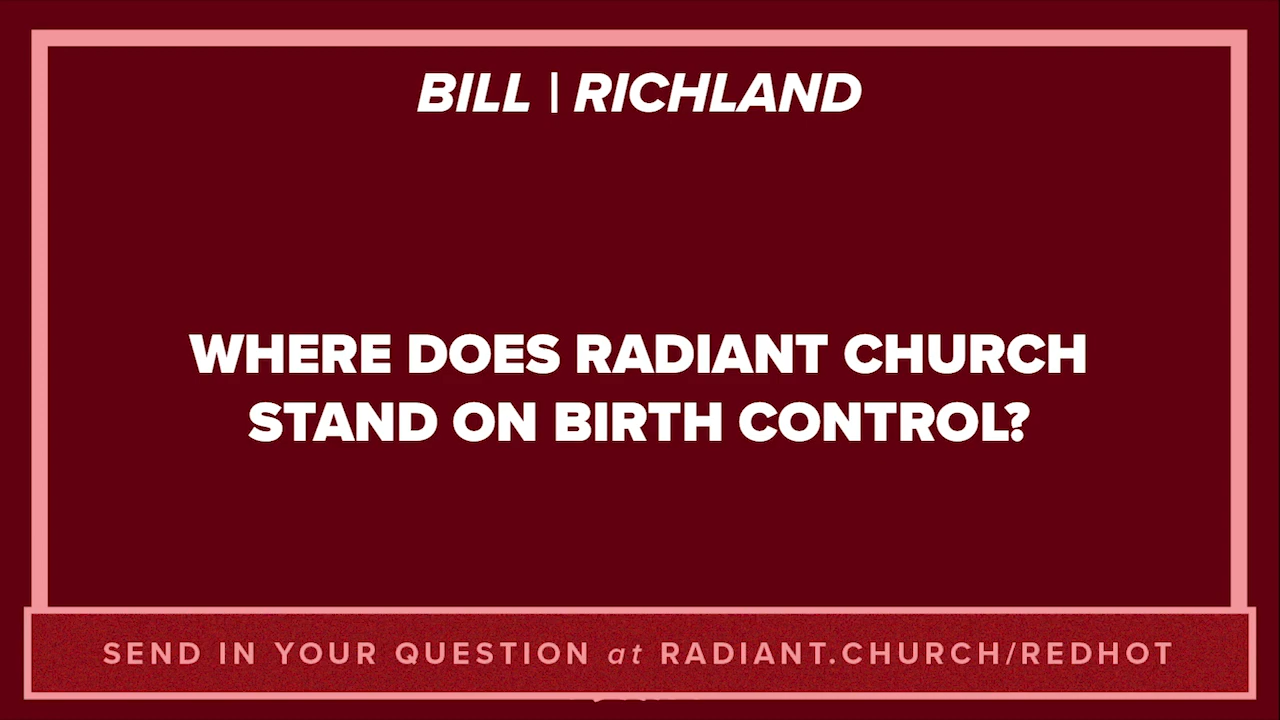 BILL | RICHLAND
WHERE DOES RADIANT CHURCH
STAND ON BIRTH CONTROL?
SEND IN YOUR QUESTION at RADIANT.CHURCH/REDHOT